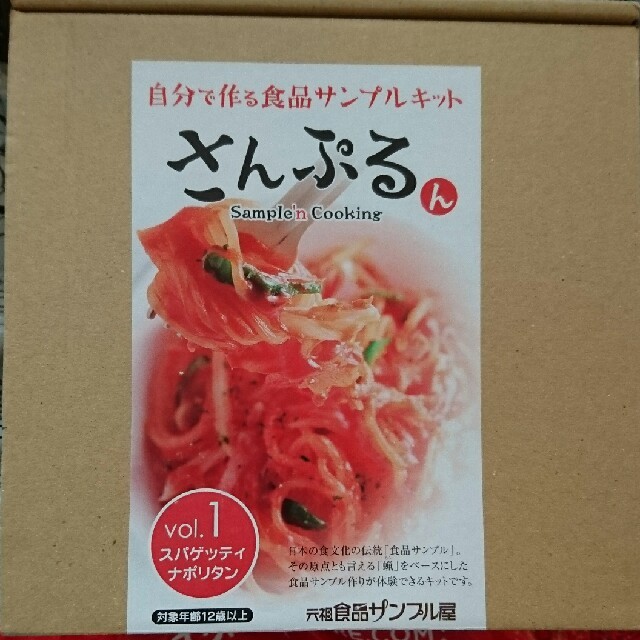 自分で作る食品サンプルキット
さんぷるん
Sample'n Cooking
vol.1
スパゲッティ
ナポリタン
日本の食文化の伝統「食品サンプル」。
その原点とも言える「蝋」をベースにした
食品サンプル作りが体験できるキットです。
対象年齢12歳以上
元祖食品サンプル屋